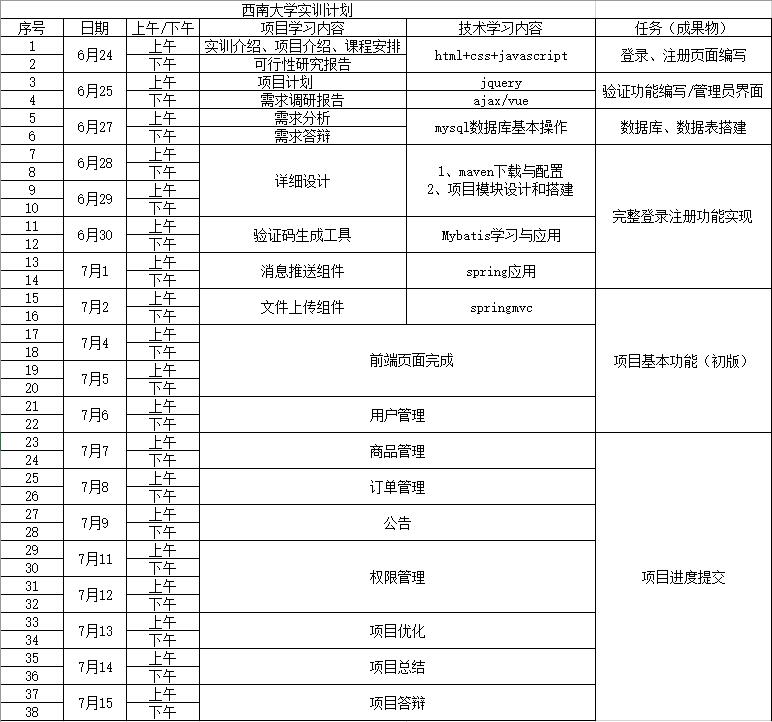 西南大学实训计划
序号 日期 上午/下午 项目学习内容 技术学习内容 任务（成果物）
1 6月24 上午 实训介绍、项目介绍、课程安排 html+css+javascript 登录、注册页面编写
2 下午 可行性研究报告
3 6月25 上午 项目计划 jquery 验证功能编写/管理员界面
4 下午 需求调研报告 ajax/vue
5 6月27 上午 需求分析 mysql数据库基本操作 数据库、数据表搭建
6 下午 需求答辩
7 6月28 上午 详细设计 1、maven下载与配置 完整登录注册功能实现
8 下午 2、项目模块设计和搭建
9 6月29 上午
10 下午
11 6月30 上午 验证码生成工具 Mybatis学习与应用
12 下午
13 7月1 上午 消息推送组件 spring应用
14 下午
15 7月2 上午 文件上传组件 springmvc 项目基本功能（初版）
16 下午
17 7月4 上午 前端页面完成
18 下午
19 7月5 上午
20 下午
21 7月6 上午 用户管理
22 下午
23 7月7 上午 商品管理 项目进度提交
24 下午
25 7月8 上午 订单管理
26 下午
27 7月9 上午 公告
28 下午
29 7月11 上午 权限管理
30 下午
31 7月12 上午
32 下午
33 7月13 上午 项目优化
34 下午
35 7月14 上午 项目总结
36 下午
37 7月15 上午 项目答辩
38 下午